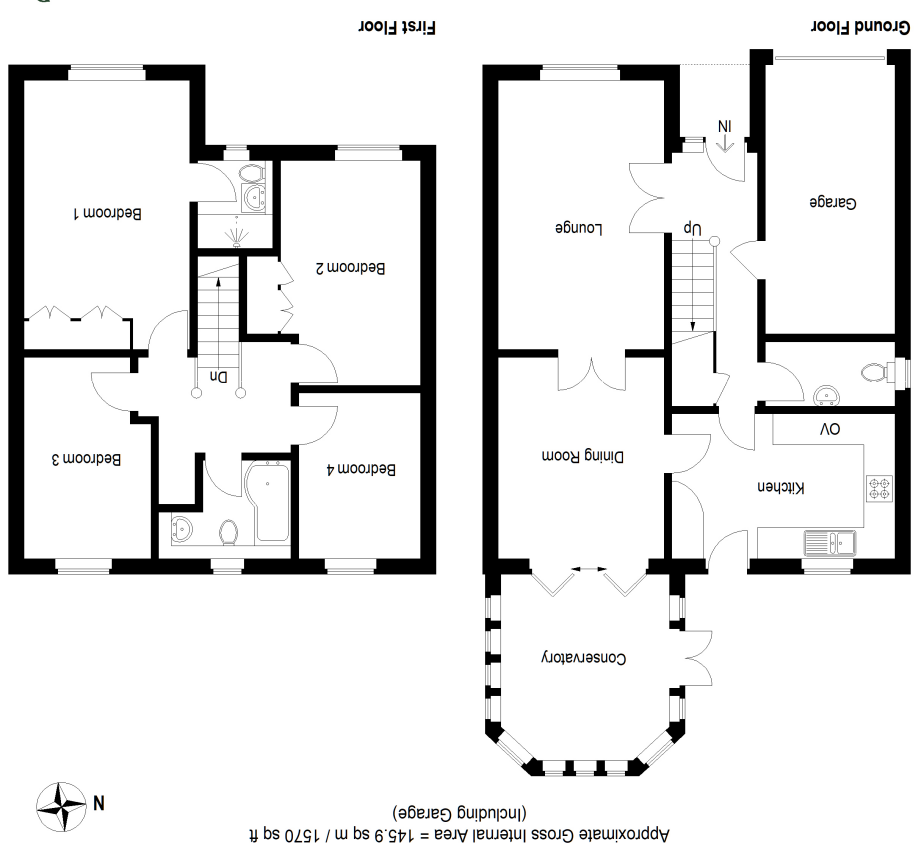 Approximate Gross Internal Area = 145.9 sq m / 1570 sq ft
(Including Garage)
N
Conservatory
Kitchen
Dining Room
OV
Up
Lounge
Garage
IN
Ground Floor
Bedroom 4
Bedroom 3
Dn
Bedroom 2
Bedroom 1
First Floor